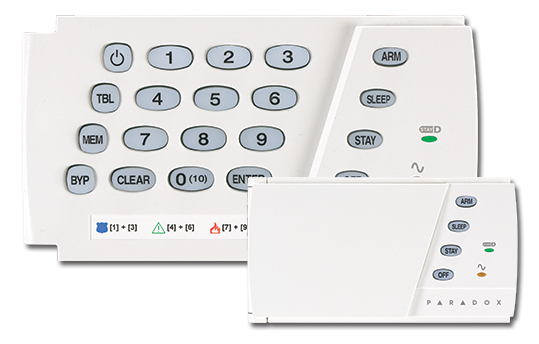 1 2 3 ARM
TBL 4 5 6 SLEEP
MEM 7 8 9 STAY
STAY D
BYP CLEAR 0 (10) ENTER
[1] + [3] [4] + [6] [7] + [9
ARM
SLEEP
STAY
OFF
PARADOX